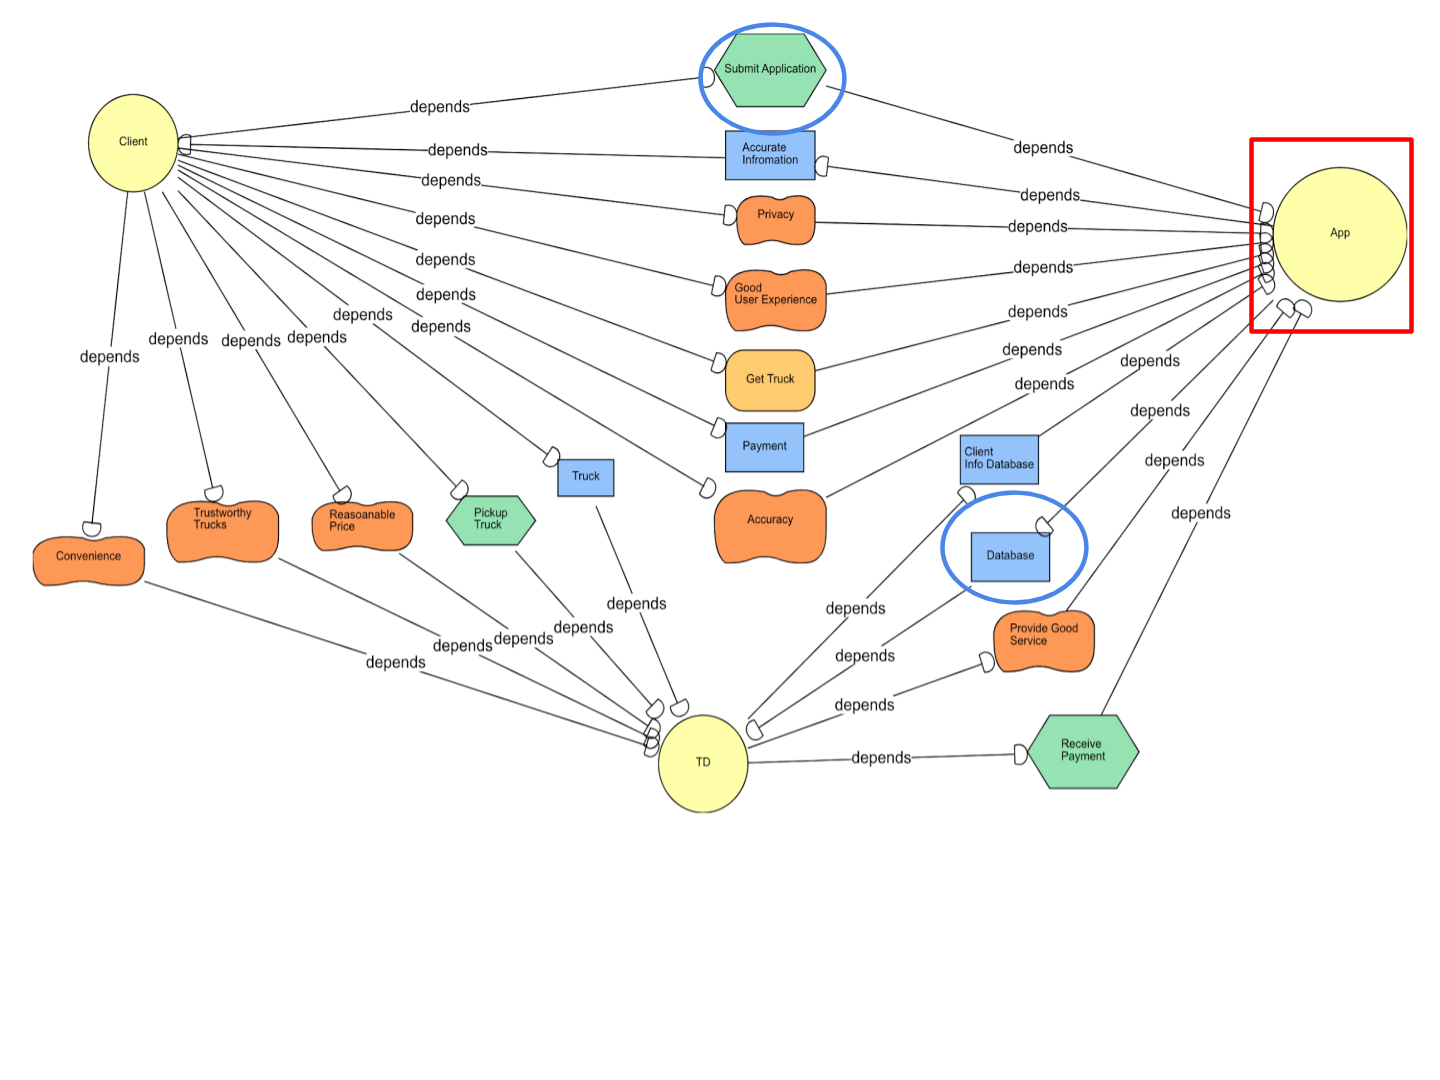 Submit Application
depends
Client
depends
Accurate
Infromation
depends
depends
depends
depends
Privacy
depends
App
depends
depends
Good
User Experience
depends
depends
depends
depends
depends
depends
depends
depends
depends
depends
Get Truck
depends
depends
depends
depends
Payment
Client
Info Database
depends
Truck
Trustworthy
Trucks
Reasoanable
Price
Pickup
Truck
Accuracy
depends
Convenience
Database
depends
depends
depends
depends
depends
depends
Provide Good
Service
depends
depends
depends
TD
depends
Receive
Payment